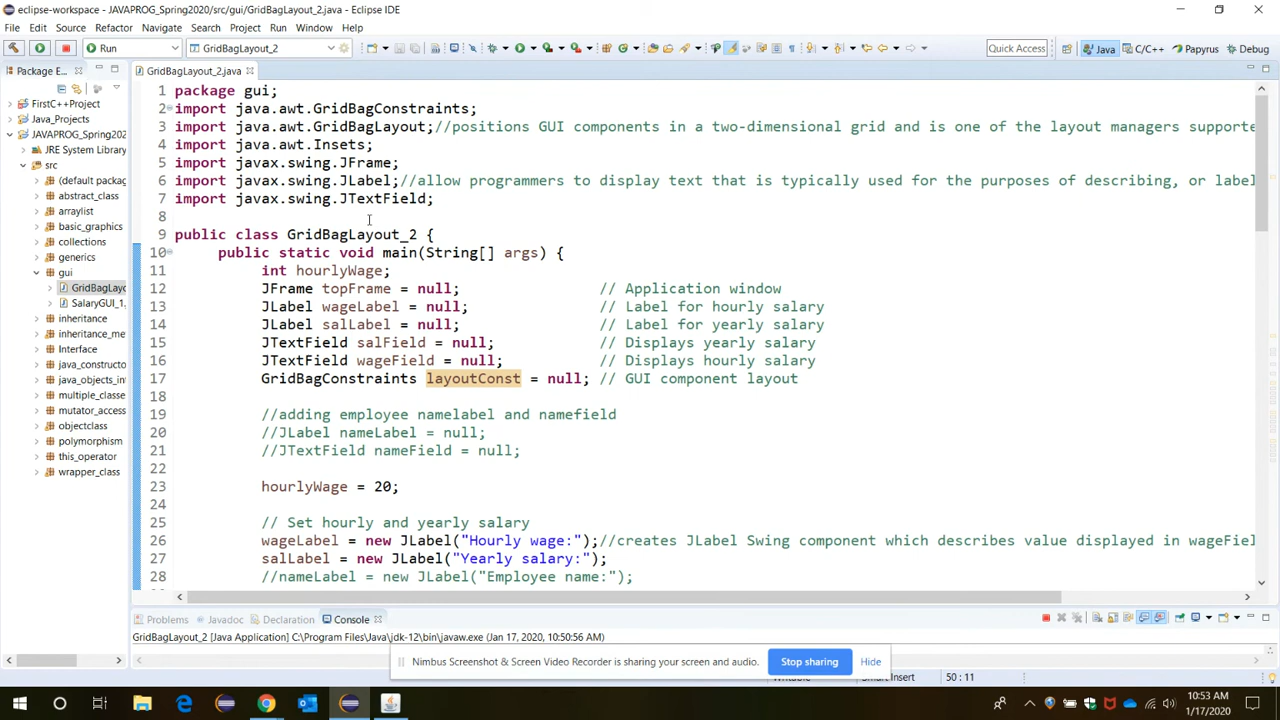 eclipse-workspace - JAVAPROG_Spring2020/src/gui/GridBagLayout_2.java - Eclipse IDE
File Edit Source Refactor Navigate Search Project Run Window Help
Run GridBagLayout_2 Quick Access Java C/C++ Papyrus Debug
Package E... GridBagLayout_2.java
FirstC++Project
Java_Projects
JAVAPROG_Spring202
JRE System Library
src
(default packag
abstract_class
arraylist
basic_graphics
collections
generics
gui
GridBagLayo
SalaryGUI_1.
inheritance
inheritance_me
Interface
java_constructo
java_objects_in
multiple_classe
mutator_access
objectclass
polymorphism
this_operator
wrapper_class
1 package gui;
2 import java.awt.GridBagConstraints;
3 import java.awt.GridBagLayout;//positions GUI components in a two-dimensional grid and is one of the layout managers supporte
4 import java.awt.Insets;
5 import javax.swing.JFrame;
6 import javax.swing.JLabel;//allow programmers to display text that is typically used for the purposes of describing, or label
7 import javax.swing.JTextField;
8
9 public class GridBagLayout_2 {
10 public static void main(String[] args) {
11 int hourlyWage;
12 JFrame topFrame = null; // Application window
13 JLabel wageLabel = null; // Label for hourly salary
14 JLabel salLabel = null; // Label for yearly salary
15 JTextField salField = null; // Displays yearly salary
16 JTextField wageField = null; // Displays hourly salary
17 GridBagConstraints layoutConst = null; // GUI component layout
18
19 //adding employee namelabel and namefield
20 //JLabel nameLabel = null;
21 //JTextField nameField = null;
22
23 hourlyWage = 20;
24
25 // Set hourly and yearly salary
26 wageLabel = new JLabel("Hourly wage:");//creates JLabel Swing component which describes value displayed in wageFiel
27 salLabel = new JLabel("Yearly salary:");
28 //nameLabel = new JLabel("Employee name:");
Problems Javadoc Declaration Console
GridBagLayout_2 [Java Application] C:\Program Files\Java\jdk-12\bin\javaw.exe (Jan 17, 2020, 10:50:56 AM)
Nimbus Screenshot & Screen Video Recorder is sharing your screen and audio. Stop sharing Hide
Writable Smart Insert 50 : 11
10:53 AM
1/17/2020